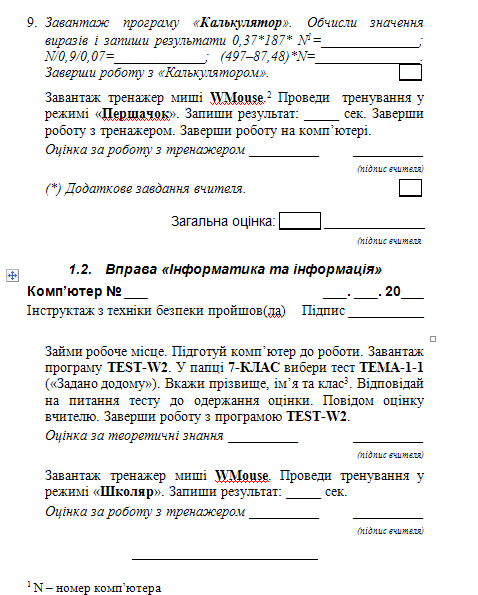 9. Завантаж програму «Калькулятор». Обчисли значення
виразів і запиши результати 0,37*187* N¹=______________;
N/0,9/0,07=_____________; (497–87,48)*N=_______________.
Заверши роботу з «Калькулятором».
Завантаж тренажер миші WMouse.² Проведи тренування у
режимі «Першачок». Запиши результат: _____ сек. Заверши
роботу з тренажером. Заверши роботу на комп’ютері.
Оцінка за роботу з тренажером __________ __________
(підпис вчителя)
(*) Додаткове завдання вчителя.
Загальна оцінка: __________________
(підпис вчителя
1.2. Вправа «Інформатика та інформація»
Комп’ютер № ___ ___. ___. 20___
Інструктаж з техніки безпеки пройшов(ла) Підпис ___________
Займи робоче місце. Підготуй комп’ютер до роботи. Завантаж
програму TEST-W2. У папці 7-КЛАС вибери тест ТЕМА-1-1
(«Задано додому»). Вкажи прізвище, ім’я та клас³. Відповідай
на питання тесту до одержання оцінки. Повідом оцінку
вчителю. Заверши роботу з програмою TEST-W2.
Оцінка за теоретичні знання __________ __________
(підпис вчителя)
Завантаж тренажер миші WMouse. Проведи тренування у
режимі «Школяр». Запиши результат: _____ сек.
Оцінка за роботу з тренажером __________ __________
(підпис вчителя)
¹ N – номер комп’ютера